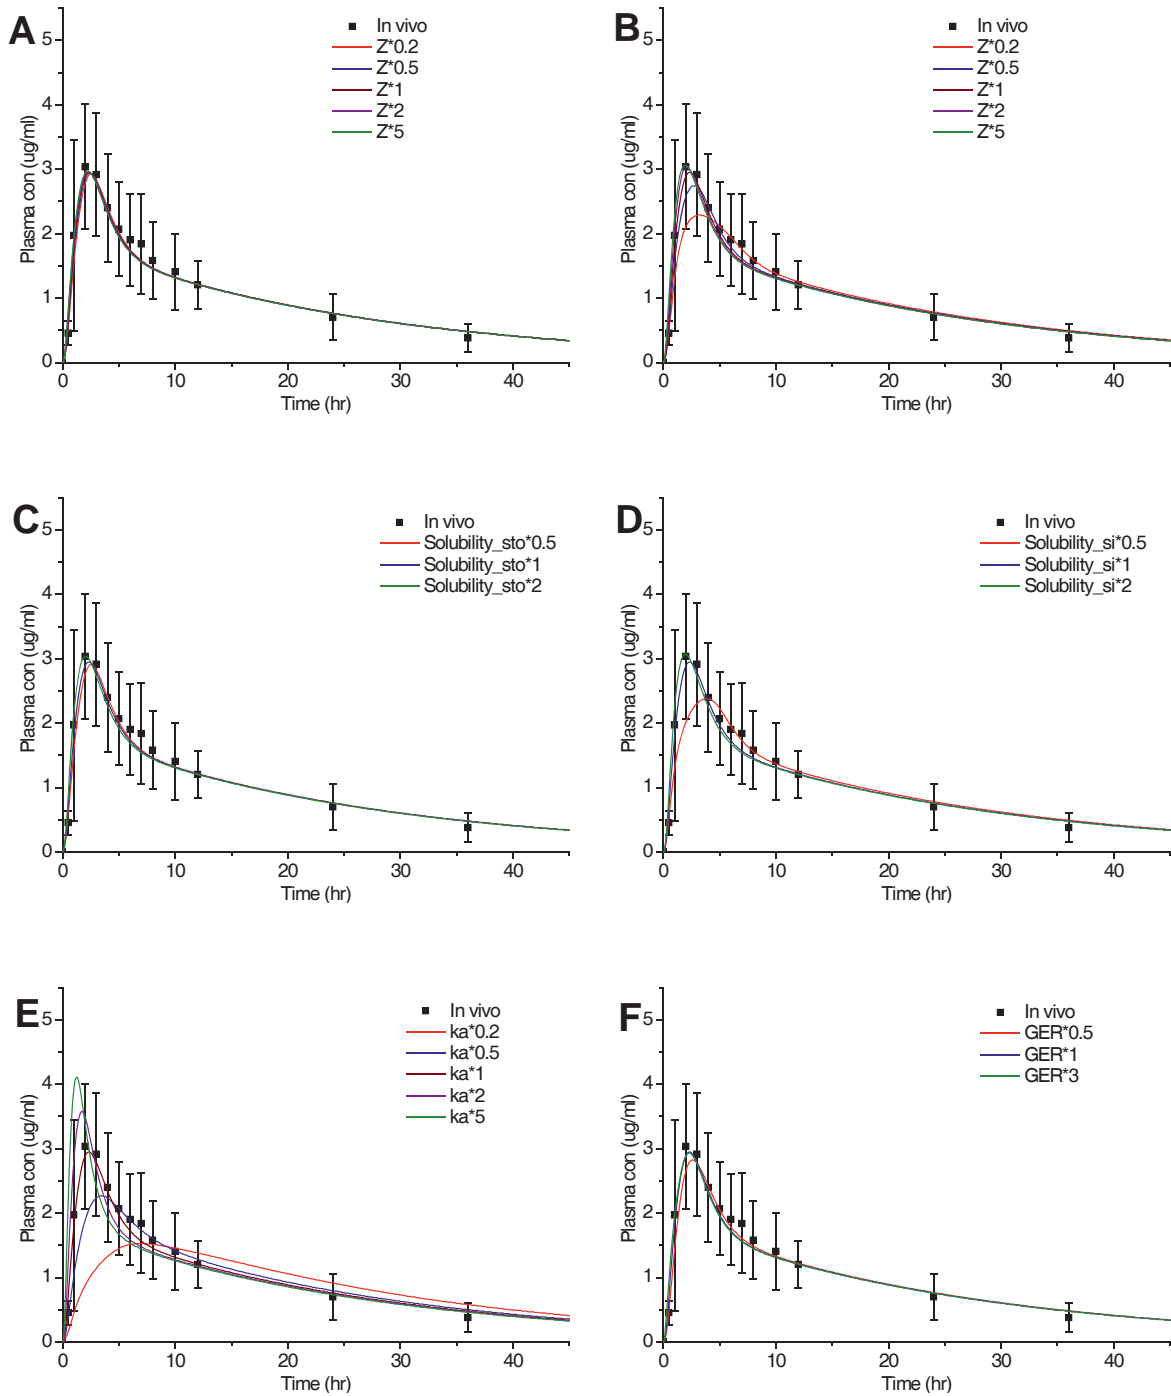 A
In vivo
Z*0.2
Z*0.5
Z*1
Z*2
Z*5
Plasma con (ug/ml)
5
4
3
2
1
0
0 10 20 30 40
Time (hr)
B
In vivo
Z*0.2
Z*0.5
Z*1
Z*2
Z*5
Plasma con (ug/ml)
5
4
3
2
1
0
0 10 20 30 40
Time (hr)
C
In vivo
Solubility_sto*0.5
Solubility_sto*1
Solubility_sto*2
Plasma con (ug/ml)
5
4
3
2
1
0
0 10 20 30 40
Time (hr)
D
In vivo
Solubility_si*0.5
Solubility_si*1
Solubility_si*2
Plasma con (ug/ml)
5
4
3
2
1
0
0 10 20 30 40
Time (hr)
E
In vivo
ka*0.2
ka*0.5
ka*1
ka*2
ka*5
Plasma con (ug/ml)
5
4
3
2
1
0
0 10 20 30 40
Time (hr)
F
In vivo
GER*0.5
GER*1
GER*3
Plasma con (ug/ml)
5
4
3
2
1
0
0 10 20 30 40
Time (hr)